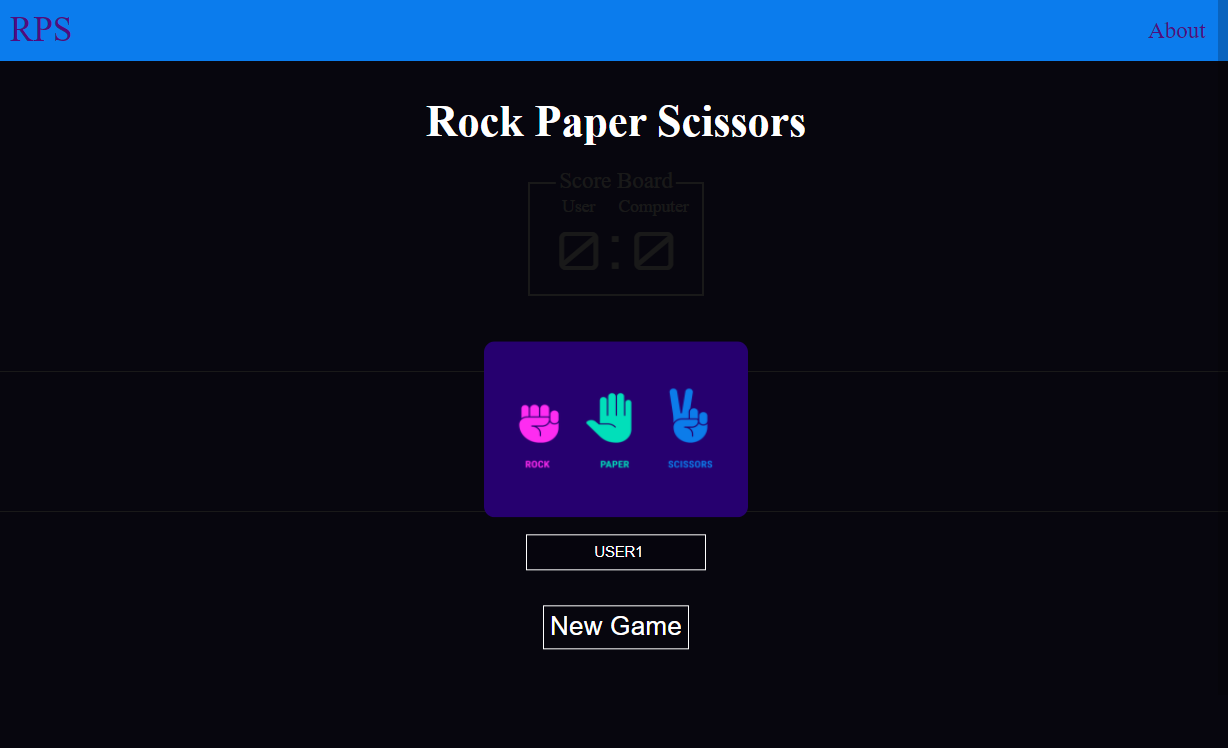 RPS
About
Rock Paper Scissors
Score Board
User Computer
0:0
ROCK PAPER SCISSORS
USER1
New Game